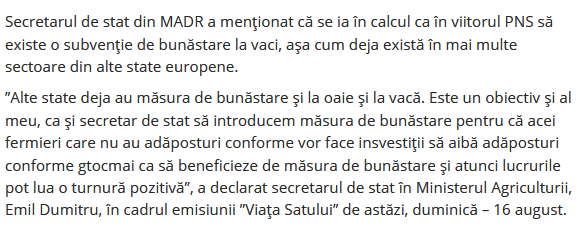 Secretarul de stat din MADR a menționat că se ia în calcul ca în viitorul PNS să
existe o subvenție de bunăstare la vaci, așa cum deja există în mai multe
sectoare din alte state europene.
”Alte state deja au măsura de bunăstare și la oaie și la vacă. Este un obiectiv și al
meu, ca și secretar de stat să introducem măsura de bunăstare pentru că acei
fermieri care nu au adăposturi conforme vor face insvestiții să aibă adăposturi
conforme gtocmai ca să beneficieze de măsura de bunăstare și atunci lucrurile
pot lua o turnură pozitivă”, a declarat secretarul de stat în Ministerul Agriculturii,
Emil Dumitru, în cadrul emisiunii ”Viața Satului” de astăzi, duminică – 16 august.